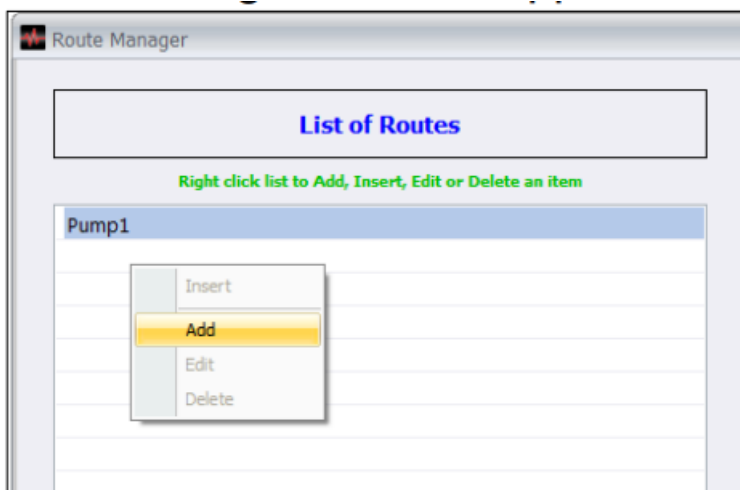 Route Manager
List of Routes
Right click list to Add, Insert, Edit or Delete an item
Pump1
Insert
Add
Edit
Delete